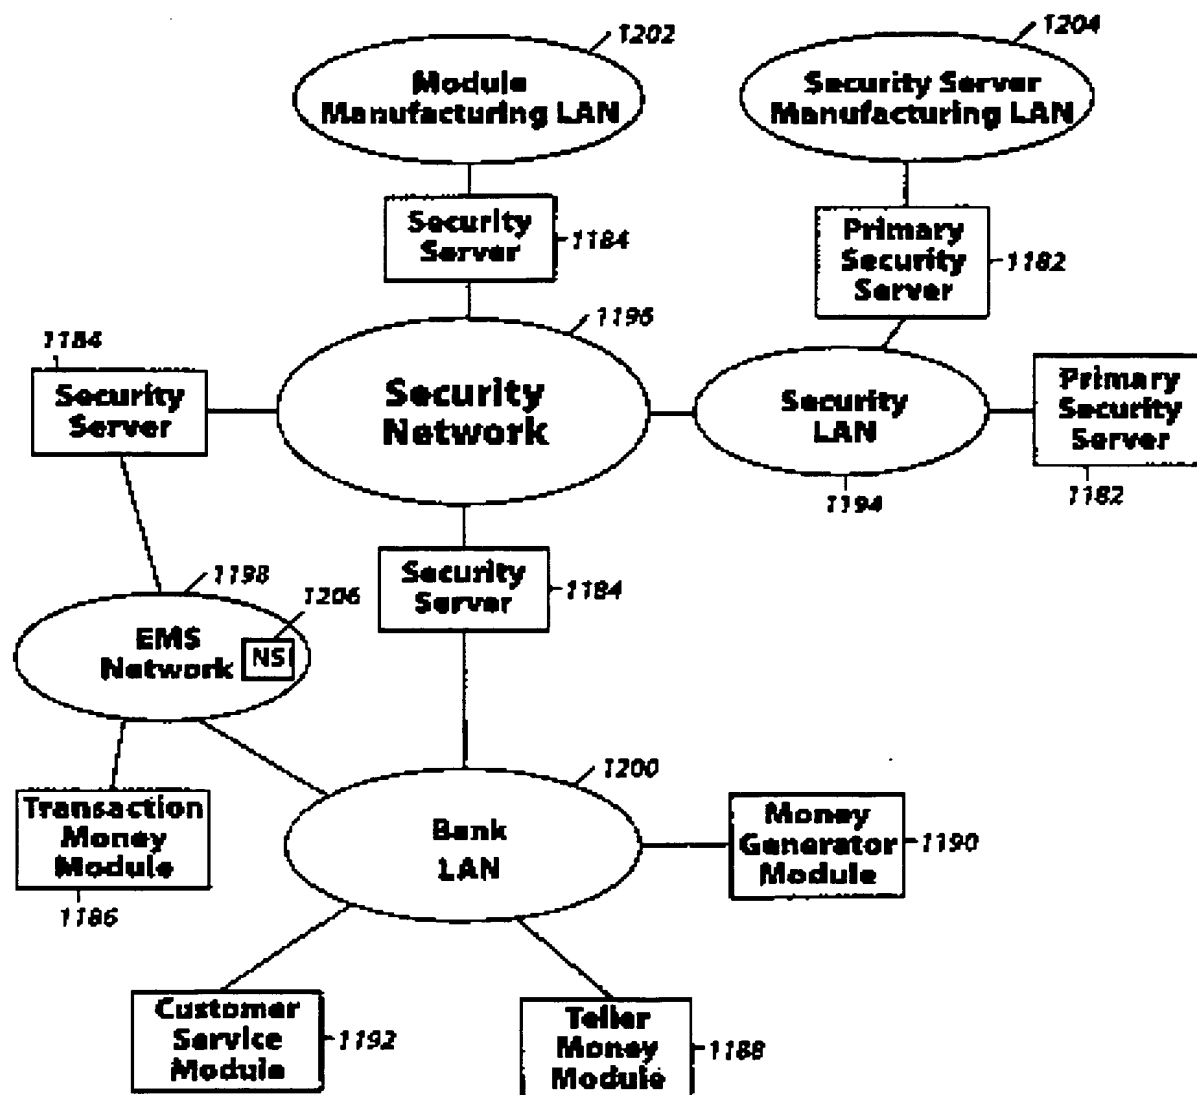 1202
Module
Manufacturing LAN
1204
Security Server
Manufacturing LAN
Security
Server
1184
Primary
Security
Server
1182
1196
Security
Network
1184
Security
Server
Security
LAN
1194
Primary
Security
Server
1182
Security
Server
1184
1198
1206
EMS
Network
NSI
1200
Bank
LAN
Transaction
Money
Module
1186
Money
Generator
Module
1190
Customer
Service
Module
1192
Teller
Money
Module
1188